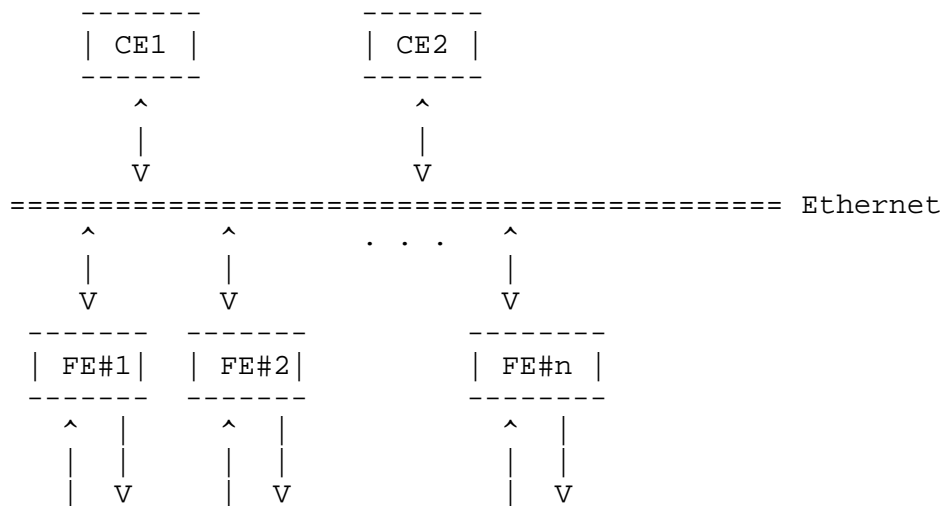 -------          -------
| CE1 |          | CE2 |
-------          -------
^                ^
|                |
V                V
============================================ Ethernet
^       ^       . . .   ^
|       |               |
V       V               V
-------  -------         --------
| FE#1|  | FE#2|         | FE#n |
-------  -------         --------
^  |     ^  |            ^  |
|  |     |  |            |  |
|  V     |  V            |  V